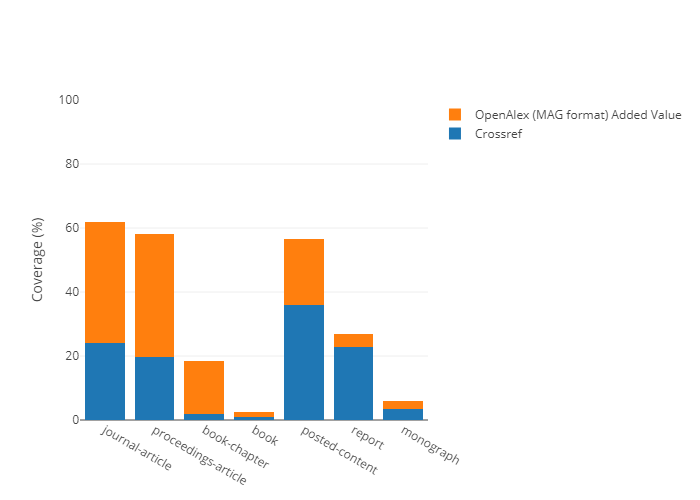 100
80
60
40
20
0
Coverage (%)
journal-article
proceedings-article
book-chapter
book
posted-content
report
monograph
OpenAlex (MAG format) Added Value
Crossref